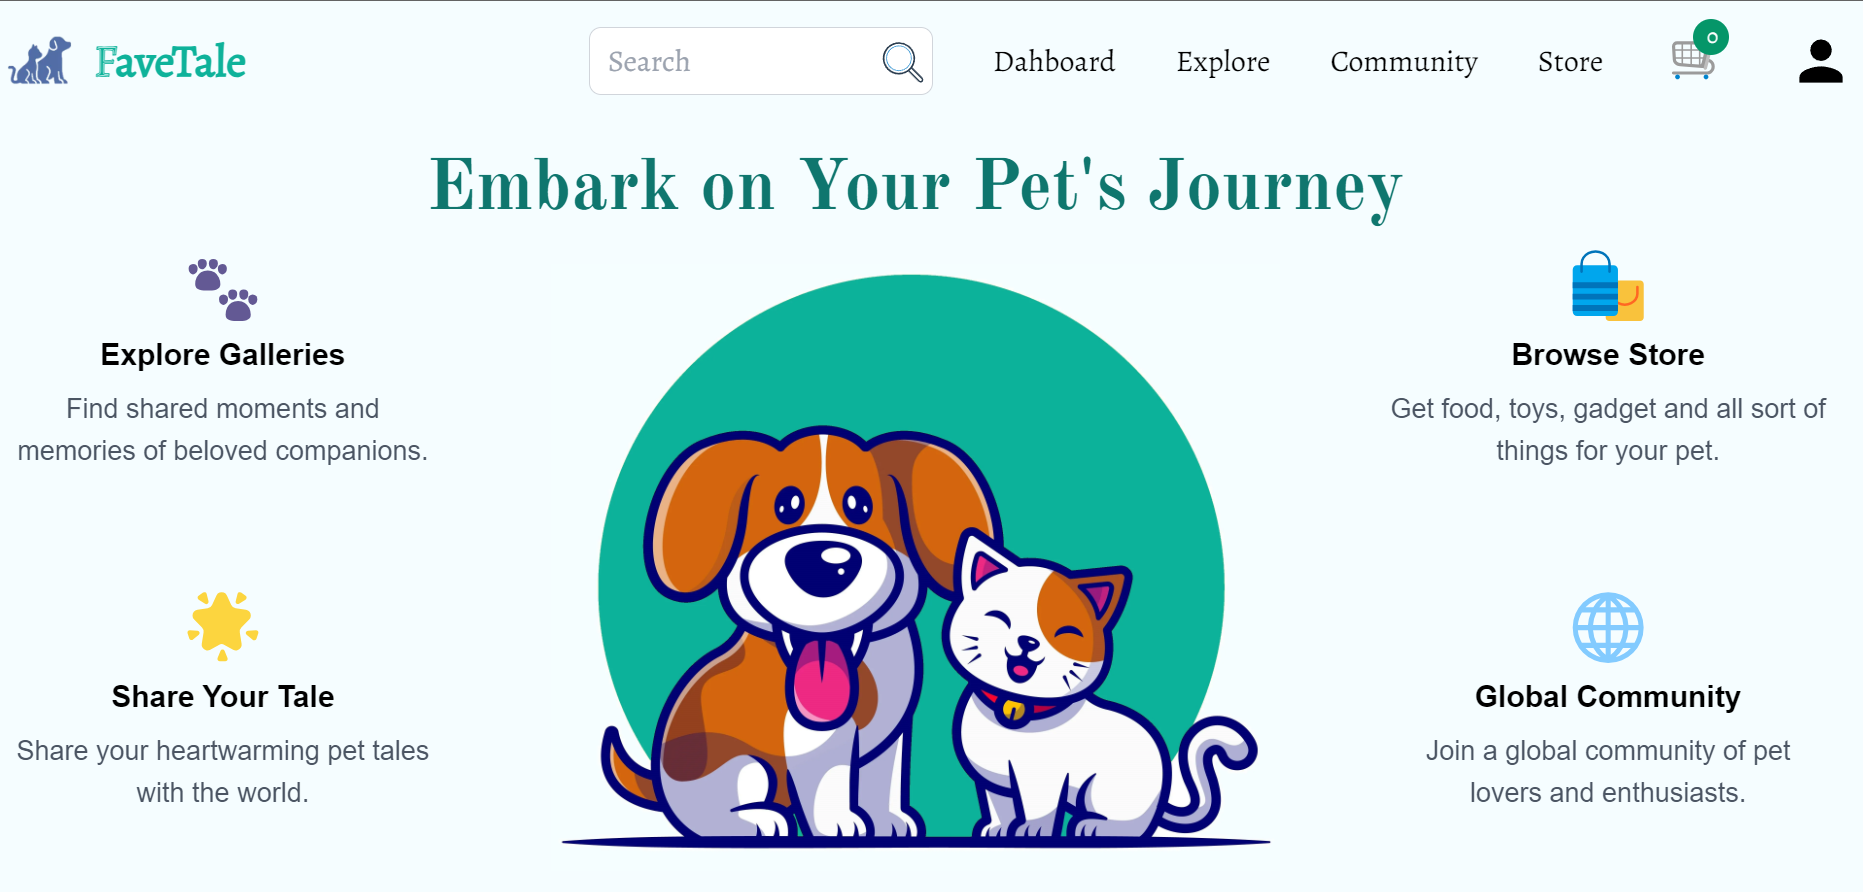 FaveTale
Search
Dahboard
Explore
Community
Store
0
Embark on Your Pet's Journey
Explore Galleries
Find shared moments and
memories of beloved companions.
Browse Store
Get food, toys, gadget and all sort of
things for your pet.
Share Your Tale
Share your heartwarming pet tales
with the world.
Global Community
Join a global community of pet
lovers and enthusiasts.